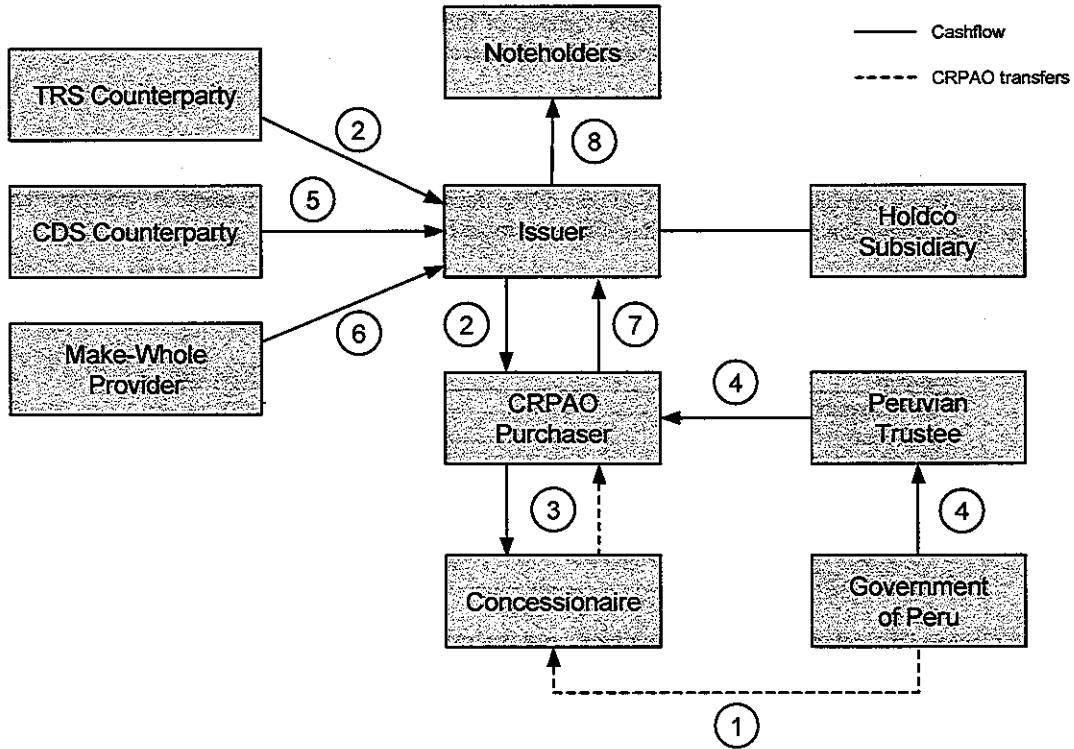 Noteholders
Cashflow
CRPAO transfers
TRS Counterparty
2
8
5
CDS Counterparty
Issuer
Holdco
Subsidiary
6
Make-Whole
Provider
2
7
CRPAO
Purchaser
4
Peruvian
Trustee
3
4
Concessionaire
Government
of Peru
1